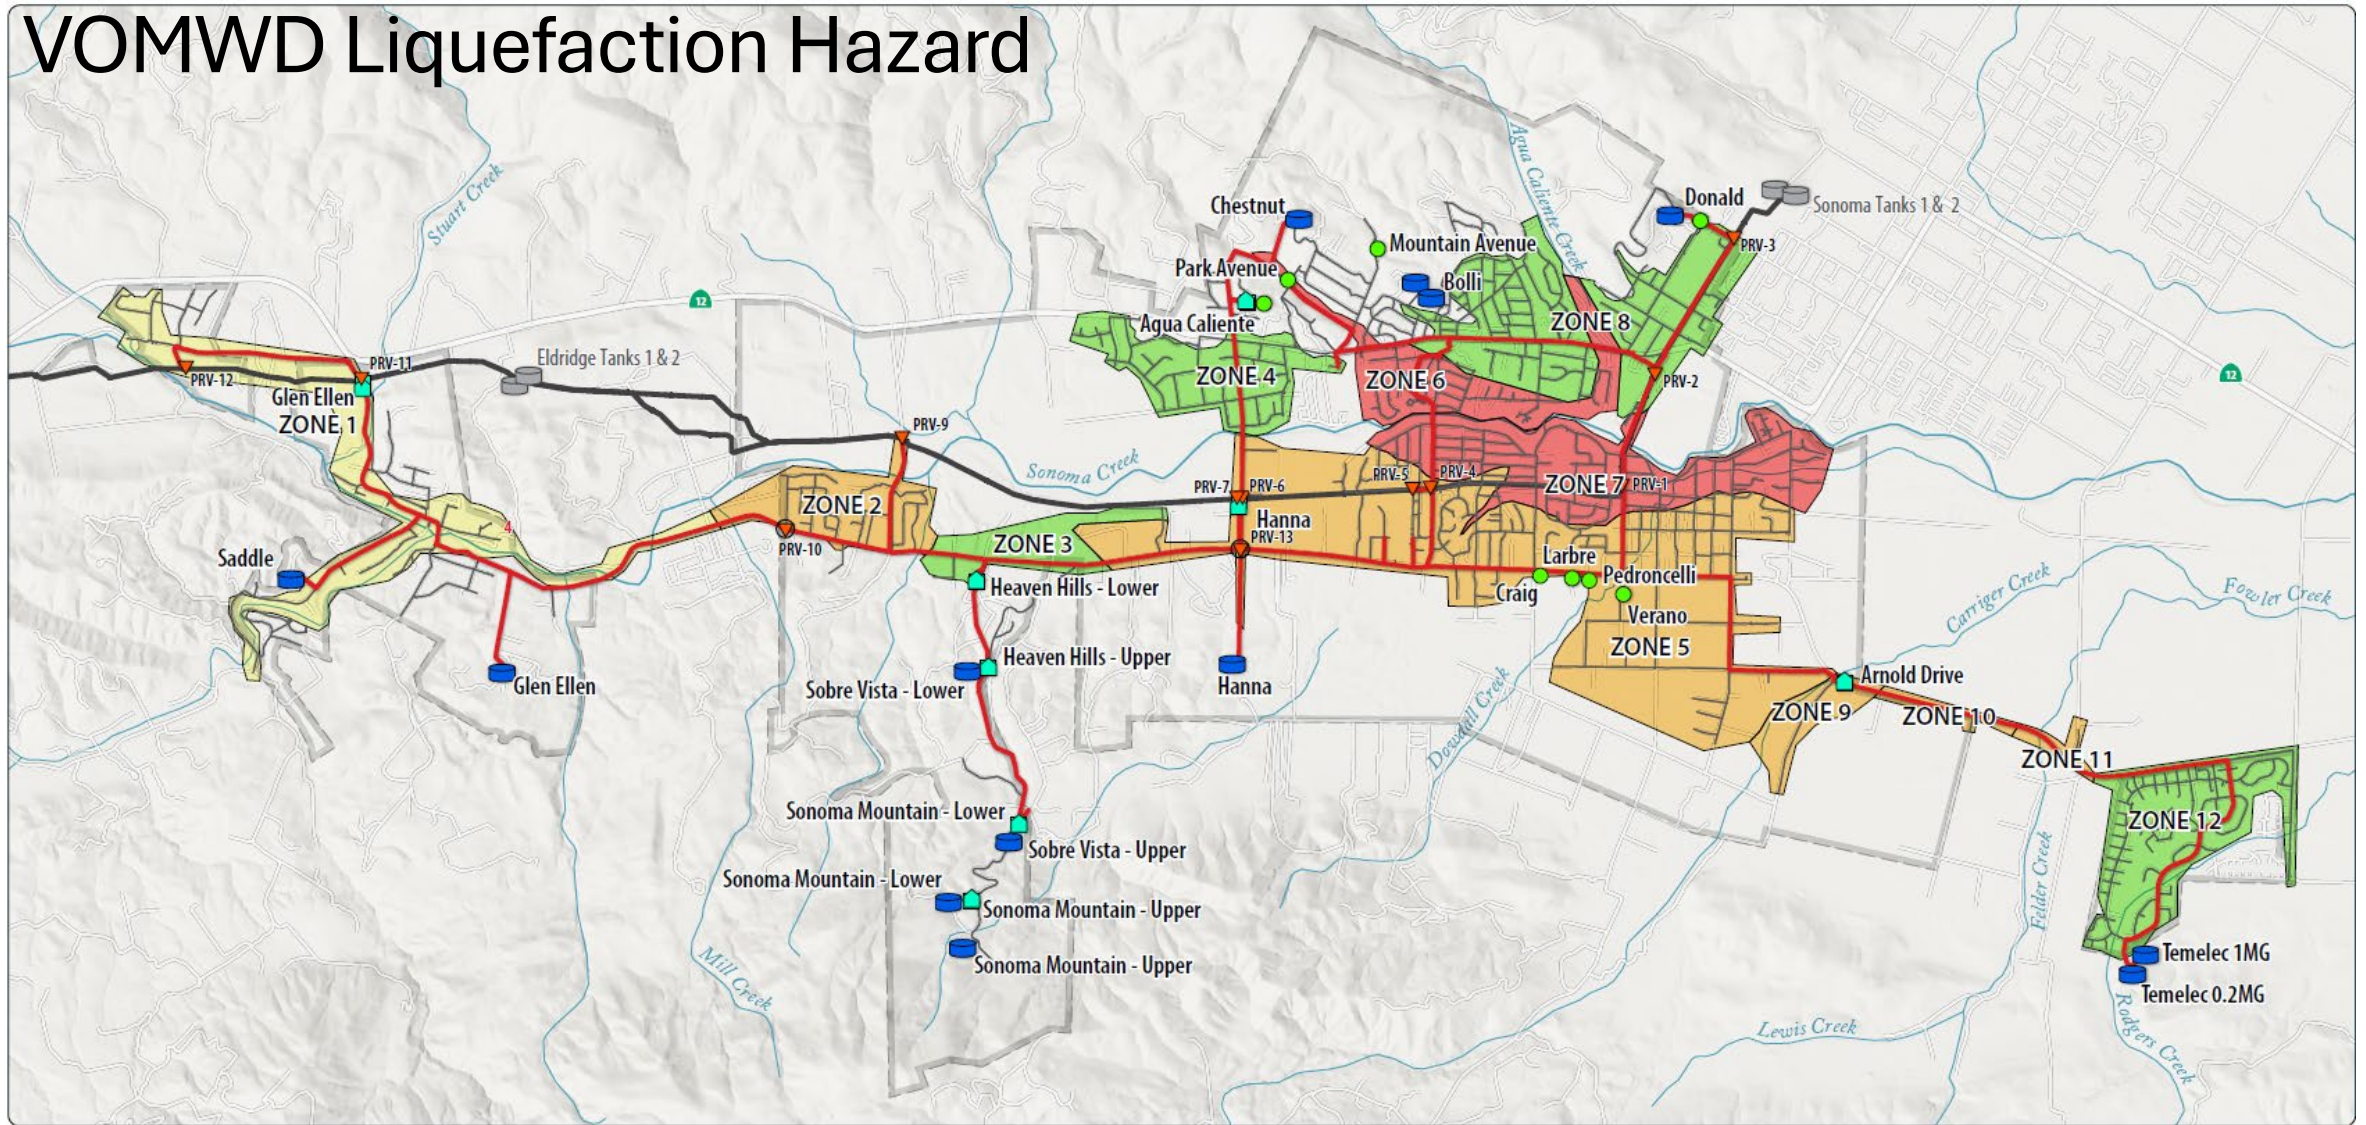 VOMWD Liquefaction Hazard
Stuart Creek
12
Agua Caliente Creek
Donald
Sonoma Tanks 1 & 2
PRV-3
Chestnut
Mountain Avenue
Park Avenue
Bolli
Agua Caliente
ZONE 8
ZONE 4
ZONE 6
PRV-2
12
Eldridge Tanks 1 & 2
PRV-11
PRV-12
Glen Ellen
ZONE 1
PRV-9
Sonoma Creek
PRV-7
PRV-6
PRV-5
PRV-4
ZONE 7
PRV-1
ZONE 2
Hanna
PRV-13
4
PRV-10
ZONE 3
Saddle
Heaven Hills - Lower
Larbre
Pedroncelli
Craig
Verano
ZONE 5
Carriger Creek
Fowler Creek
Heaven Hills - Upper
Sobre Vista - Lower
Glen Ellen
Hanna
Arnold Drive
Dowdall Creek
ZONE 9
ZONE 10
ZONE 11
ZONE 12
Sonoma Mountain - Lower
Sobre Vista - Upper
Sonoma Mountain - Lower
Sonoma Mountain - Upper
Sonoma Mountain - Upper
Mill Creek
Felder Creek
Temelec 1MG
Temelec 0.2MG
Lewis Creek
Rodgers Creek